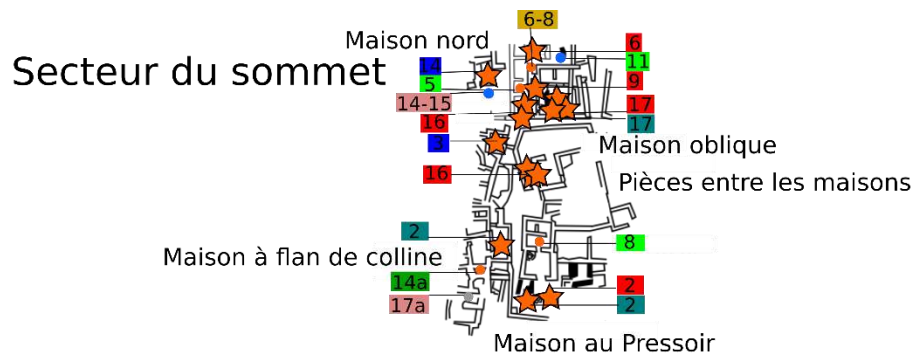 6-8
Maison nord
6
Secteur du sommet
14
11
5
9
14-15
17
16
17
3
Maison oblique
16
Pièces entre les maisons
2
8
Maison à flan de colline
14a
2
17a
2
Maison au Pressoir